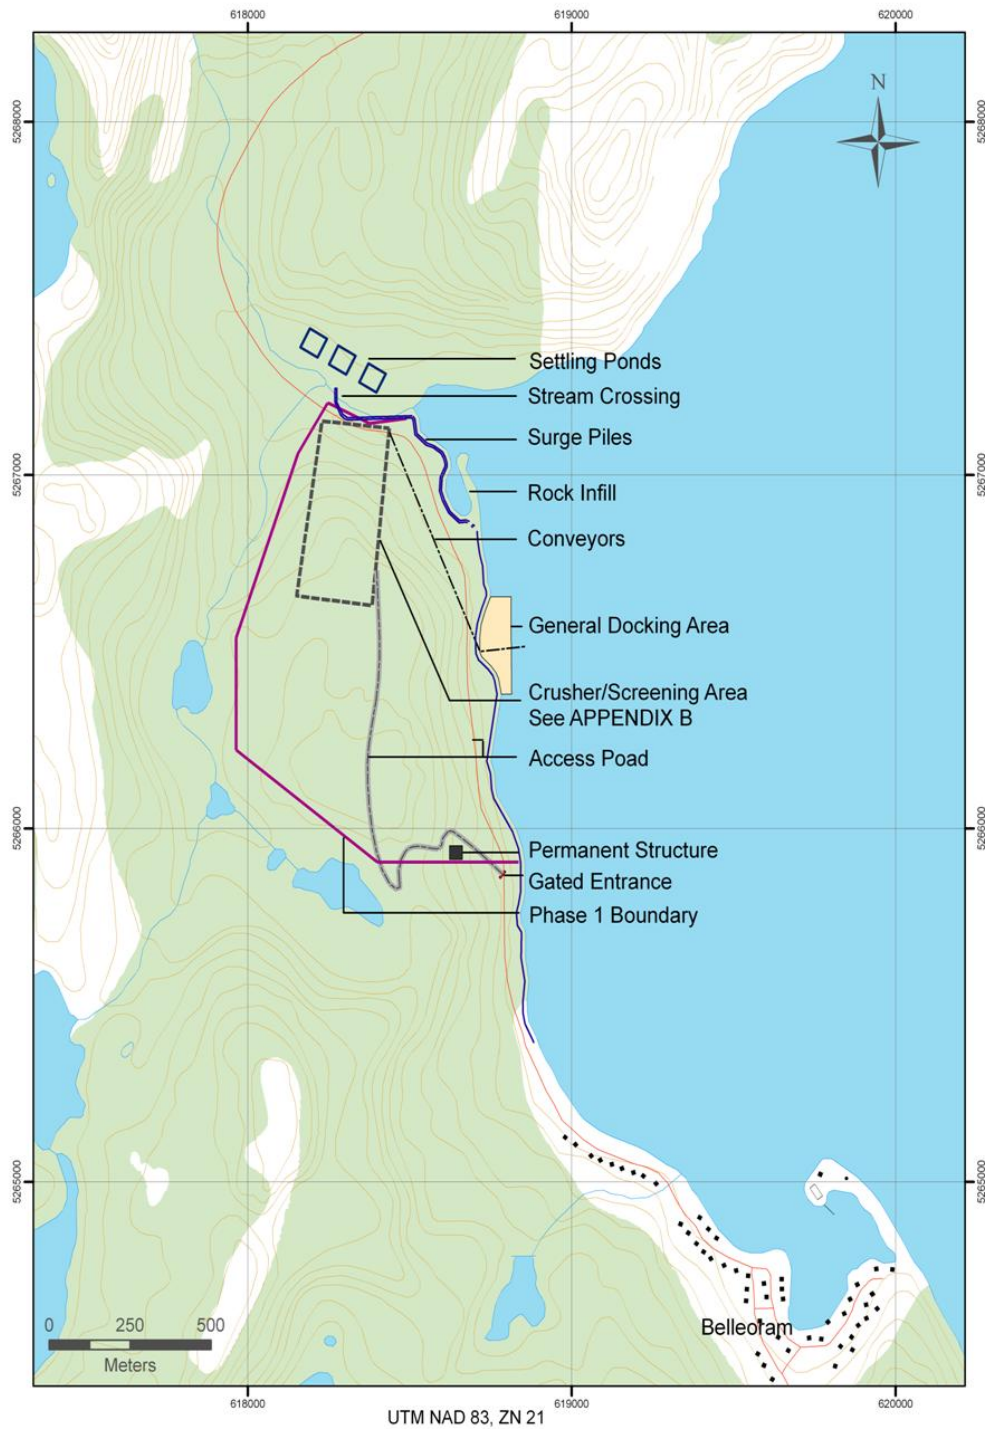 618000
619000
620000
N
5268000
5268000
Settling Ponds
Stream Crossing
Surge Piles
5267000
5267000
Rock Infill
Conveyors
General Docking Area
Crusher/Screening Area
See APPENDIX B
Access Poad
5266000
5266000
Permanent Structure
Gated Entrance
Phase 1 Boundary
5265000
5265000
0 250 500
Meters
Belleoram
618000
619000
620000
UTM NAD 83, ZN 21